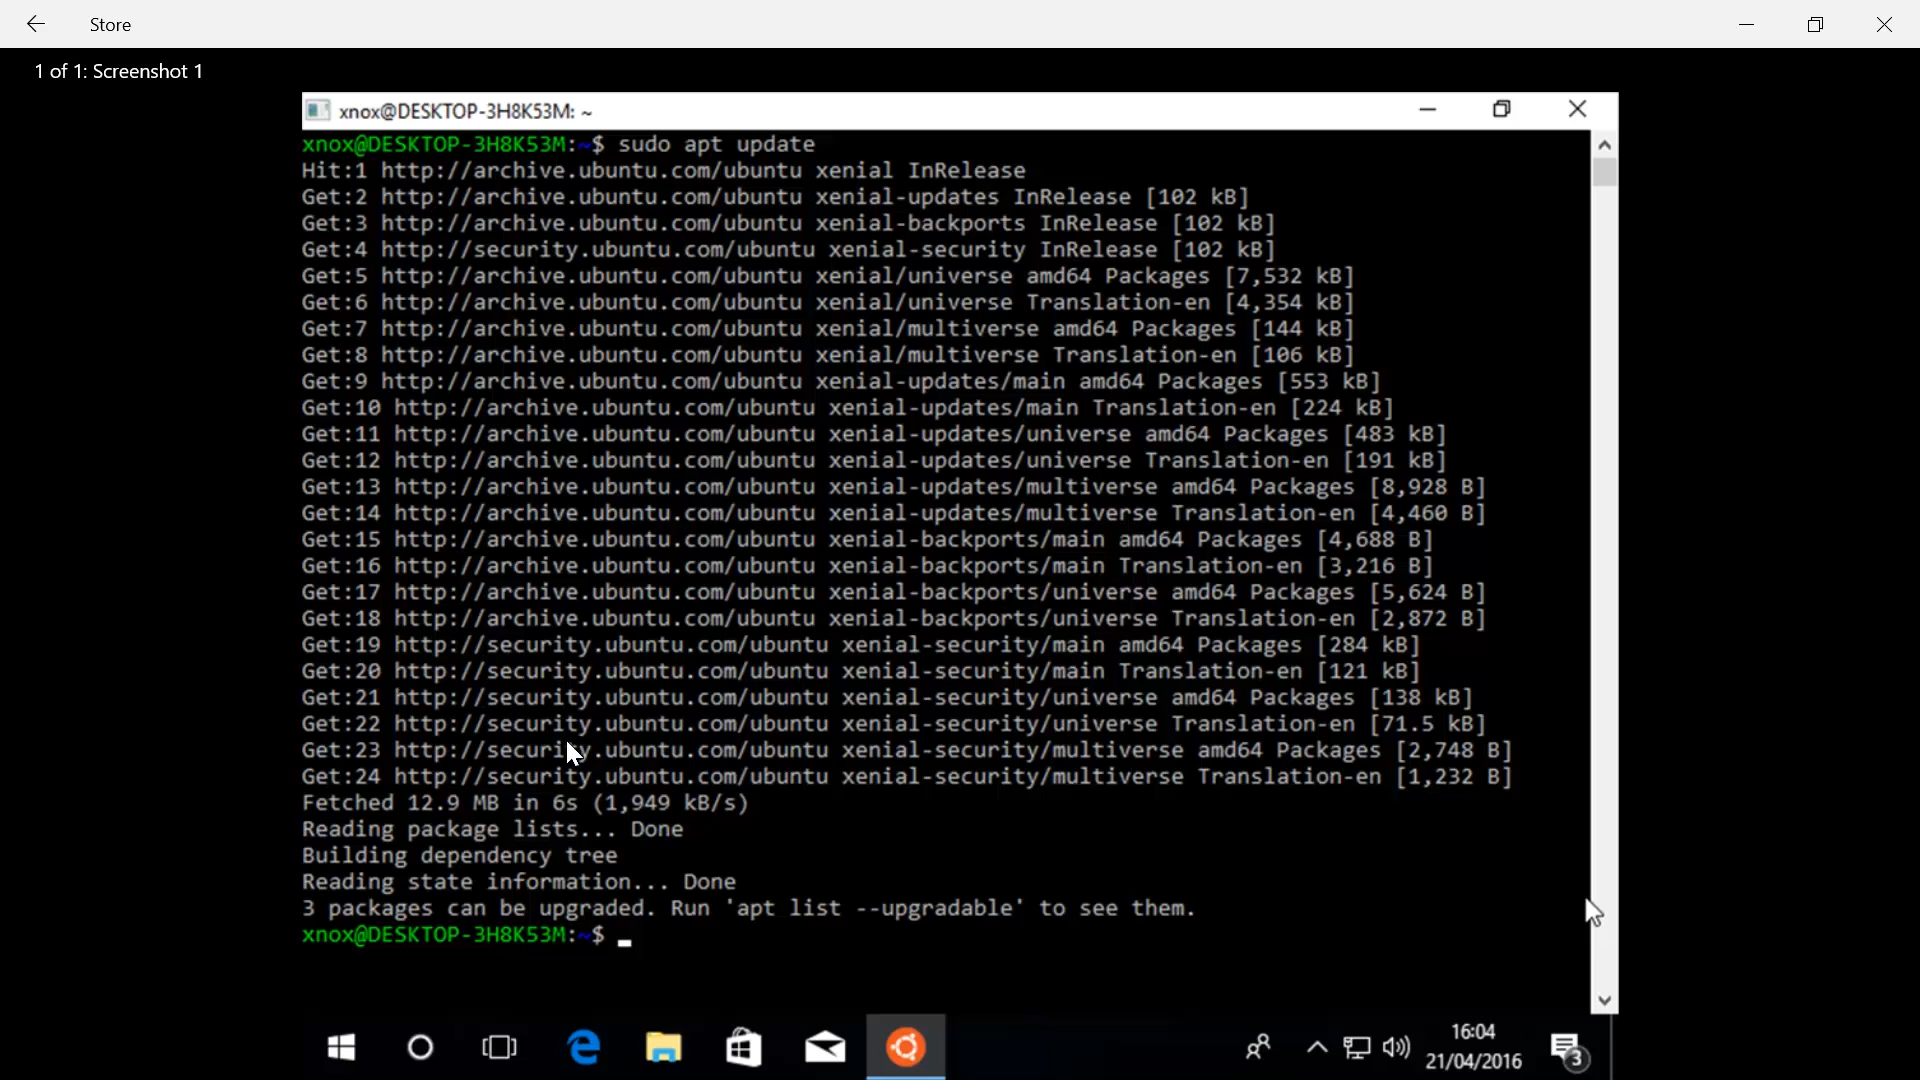 Store
1 of 1: Screenshot 1
xnox@DESKTOP-3H8K53M: ~
xnox@DESKTOP-3H8K53M:~$ sudo apt update
Hit:1 http://archive.ubuntu.com/ubuntu xenial InRelease
Get:2 http://archive.ubuntu.com/ubuntu xenial-updates InRelease [102 kB]
Get:3 http://archive.ubuntu.com/ubuntu xenial-backports InRelease [102 kB]
Get:4 http://security.ubuntu.com/ubuntu xenial-security InRelease [102 kB]
Get:5 http://archive.ubuntu.com/ubuntu xenial/universe amd64 Packages [7,532 kB]
Get:6 http://archive.ubuntu.com/ubuntu xenial/universe Translation-en [4,354 kB]
Get:7 http://archive.ubuntu.com/ubuntu xenial/multiverse amd64 Packages [144 kB]
Get:8 http://archive.ubuntu.com/ubuntu xenial/multiverse Translation-en [106 kB]
Get:9 http://archive.ubuntu.com/ubuntu xenial-updates/main amd64 Packages [553 kB]
Get:10 http://archive.ubuntu.com/ubuntu xenial-updates/main Translation-en [224 kB]
Get:11 http://archive.ubuntu.com/ubuntu xenial-updates/universe amd64 Packages [483 kB]
Get:12 http://archive.ubuntu.com/ubuntu xenial-updates/universe Translation-en [191 kB]
Get:13 http://archive.ubuntu.com/ubuntu xenial-updates/multiverse amd64 Packages [8,928 B]
Get:14 http://archive.ubuntu.com/ubuntu xenial-updates/multiverse Translation-en [4,460 B]
Get:15 http://archive.ubuntu.com/ubuntu xenial-backports/main amd64 Packages [4,688 B]
Get:16 http://archive.ubuntu.com/ubuntu xenial-backports/main Translation-en [3,216 B]
Get:17 http://archive.ubuntu.com/ubuntu xenial-backports/universe amd64 Packages [5,624 B]
Get:18 http://archive.ubuntu.com/ubuntu xenial-backports/universe Translation-en [2,872 B]
Get:19 http://security.ubuntu.com/ubuntu xenial-security/main amd64 Packages [284 kB]
Get:20 http://security.ubuntu.com/ubuntu xenial-security/main Translation-en [121 kB]
Get:21 http://security.ubuntu.com/ubuntu xenial-security/universe amd64 Packages [138 kB]
Get:22 http://security.ubuntu.com/ubuntu xenial-security/universe Translation-en [71.5 kB]
Get:23 http://security.ubuntu.com/ubuntu xenial-security/multiverse amd64 Packages [2,748 B]
Get:24 http://security.ubuntu.com/ubuntu xenial-security/multiverse Translation-en [1,232 B]
Fetched 12.9 MB in 6s (1,949 kB/s)
Reading package lists... Done
Building dependency tree
Reading state information... Done
3 packages can be upgraded. Run 'apt list --upgradable' to see them.
xnox@DESKTOP-3H8K53M:~$
16:04
21/04/2016
3